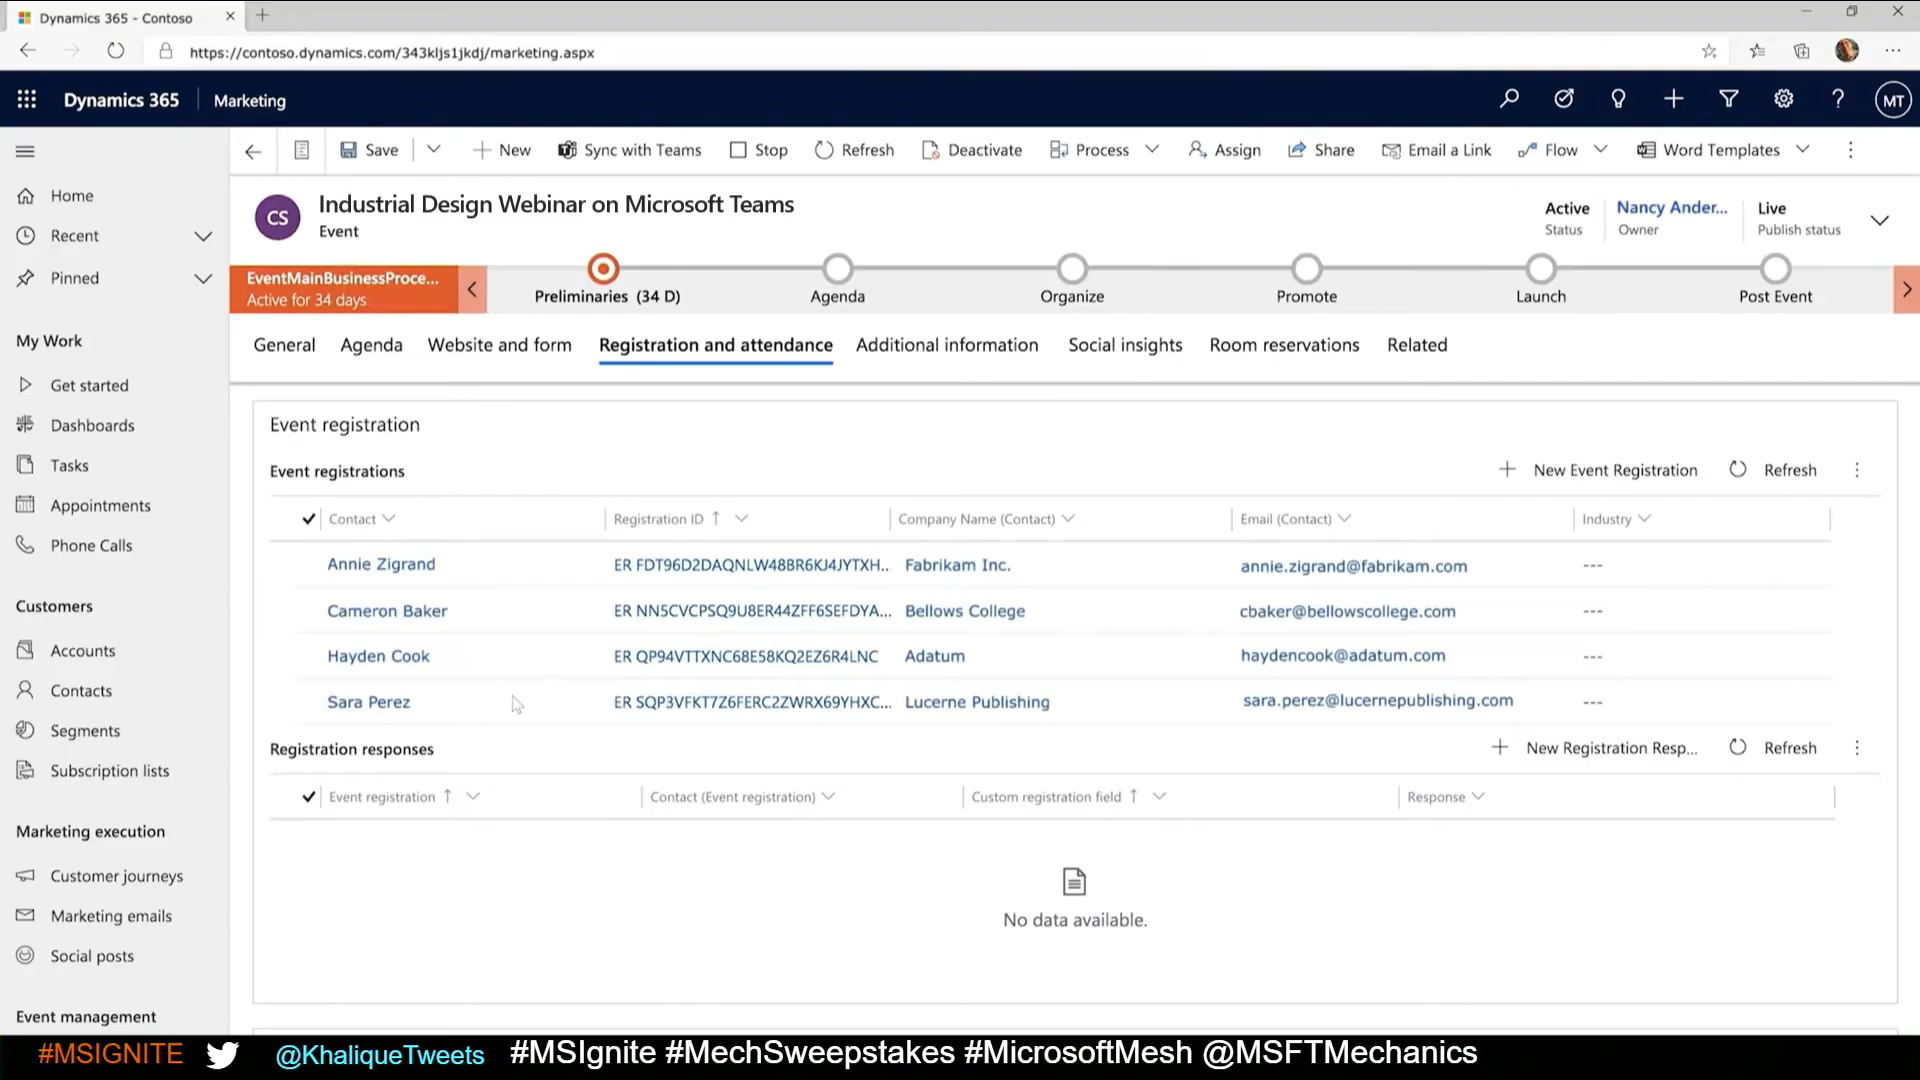 Dynamics 365 - Contoso
https://contoso.dynamics.com/343kljs1jkdj/marketing.aspx
Dynamics 365 Marketing MT
Save New Sync with Teams Stop Refresh Deactivate Process Assign Share Email a Link Flow Word Templates
Home
Recent
Pinned
My Work
Get started
Dashboards
Tasks
Appointments
Phone Calls
Customers
Accounts
Contacts
Segments
Subscription lists
Marketing execution
Customer journeys
Marketing emails
Social posts
Event management
CS
Industrial Design Webinar on Microsoft Teams
Event
Active
Status
Nancy Ander...
Owner
Live
Publish status
EventMainBusinessProce...
Active for 34 days
Preliminaries (34 D) Agenda Organize Promote Launch Post Event
General Agenda Website and form Registration and attendance Additional information Social insights Room reservations Related
Event registration
Event registrations New Event Registration Refresh
Contact Registration ID Company Name (Contact) Email (Contact) Industry
Annie Zigrand ER FDT96D2DAQNLW48BR6KJ4JYTXH... Fabrikam Inc. annie.zigrand@fabrikam.com ---
Cameron Baker ER NN5CVCPSQ9U8ER44ZFF6SEFDYA... Bellows College cbaker@bellowscollege.com ---
Hayden Cook ER QP94VTTXNC68E58KQ2EZ6R4LNC Adatum haydencook@adatum.com ---
Sara Perez ER SQP3VFKT7Z6FERC2ZWRX69YHXC... Lucerne Publishing sara.perez@lucernepublishing.com ---
Registration responses New Registration Resp... Refresh
Event registration Contact (Event registration) Custom registration field Response
No data available.
#MSIGNITE @KhaliqueTweets #MSIgnite #MechSweepstakes #MicrosoftMesh @MSFTMechanics